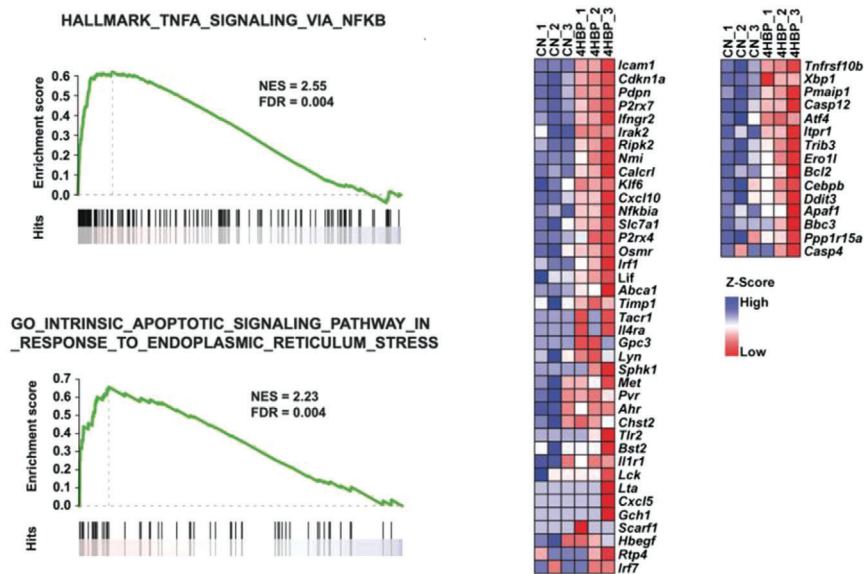 HALLMARK_TNFA_SIGNALING_VIA_NFKB
NES = 2.55
FDR = 0.004
Enrichment score
0.6
0.5
0.4
0.3
0.2
0.1
0.0
Hits
GO_INTRINSIC_APOPTOTIC_SIGNALING_PATHWAY_IN
_RESPONSE_TO_ENDOPLASMIC_RETICULUM_STRESS
NES = 2.23
FDR = 0.004
Enrichment score
0.7
0.6
0.5
0.4
0.3
0.2
0.1
0.0
Hits
CN_1
CN_2
CN_3
4HBP_1
4HBP_2
4HBP_3
Icam1
Cdkn1a
Pdpn
P2rx7
Ifngr2
Irak2
Ripk2
Nmi
Calcrl
Klf6
Cxcl10
Nfkbia
Slc7a1
P2rx4
Osmr
Irf1
Lif
Abca1
Timp1
Tacr1
Il4ra
Gpc3
Lyn
Sphk1
Met
Pvr
Ahr
Chst2
Tlr2
Bst2
Il1r1
Lck
Lta
Cxcl5
Gch1
Scarf1
Hbegf
Rtp4
Irf7
CN_1
CN_2
CN_3
4HBP_1
4HBP_2
4HBP_3
Tnfrsf10b
Xbp1
Pmaip1
Casp12
Atf4
Itpr1
Trib3
Ero1l
Bcl2
Cebpb
Ddit3
Apaf1
Bbc3
Ppp1r15a
Casp4
Z-Score
High
Low